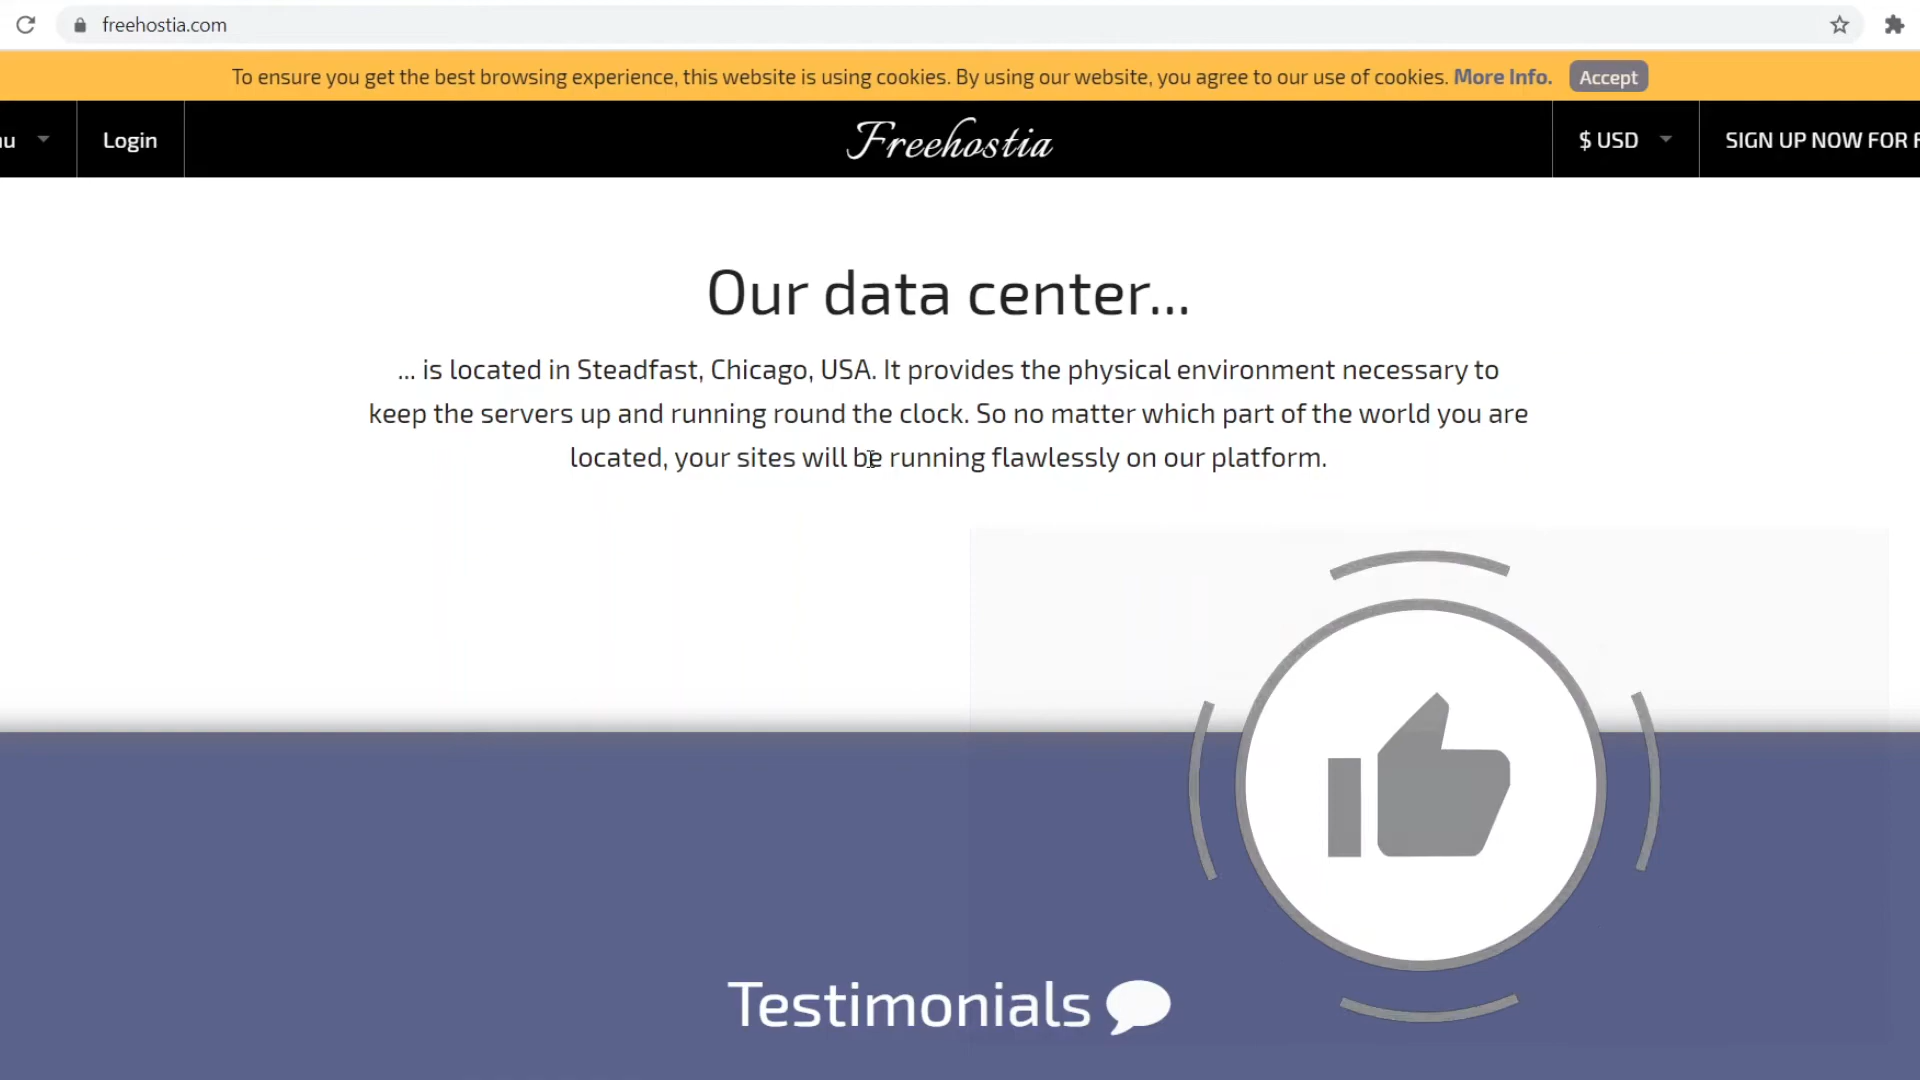 freehostia.com
To ensure you get the best browsing experience, this website is using cookies. By using our website, you agree to our use of cookies. More Info. Accept
Login Freehostia $ USD SIGN UP NOW FOR
Our data center...
... is located in Steadfast, Chicago, USA. It provides the physical environment necessary to
keep the servers up and running round the clock. So no matter which part of the world you are
located, your sites will be running flawlessly on our platform.
Testimonials